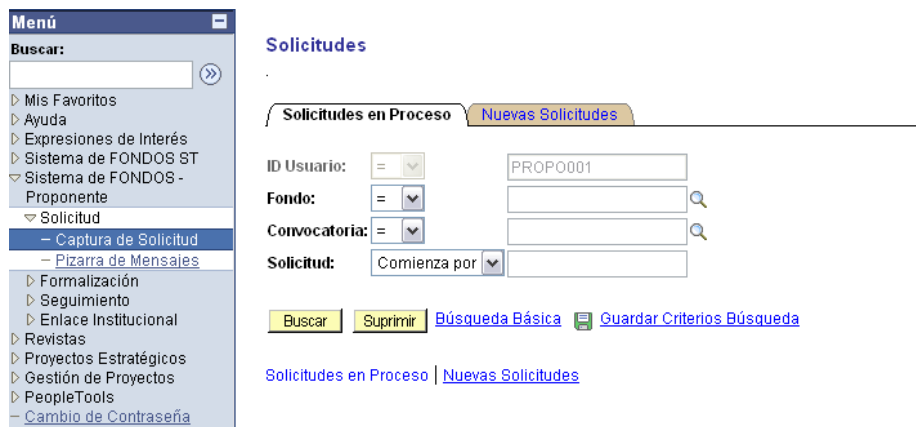 Menú
Buscar:
Mis Favoritos
Ayuda
Expresiones de Interés
Sistema de FONDOS ST
Sistema de FONDOS -
Proponente
Solicitud
– Captura de Solicitud
– Pizarra de Mensajes
Formalización
Seguimiento
Enlace Institucional
Revistas
Proyectos Estratégicos
Gestión de Proyectos
PeopleTools
– Cambio de Contraseña
Solicitudes
.
Solicitudes en Proceso Nuevas Solicitudes
ID Usuario: = PROPO001
Fondo: =
Convocatoria: =
Solicitud: Comienza por
Buscar Suprimir Búsqueda Básica Guardar Criterios Búsqueda
Solicitudes en Proceso | Nuevas Solicitudes